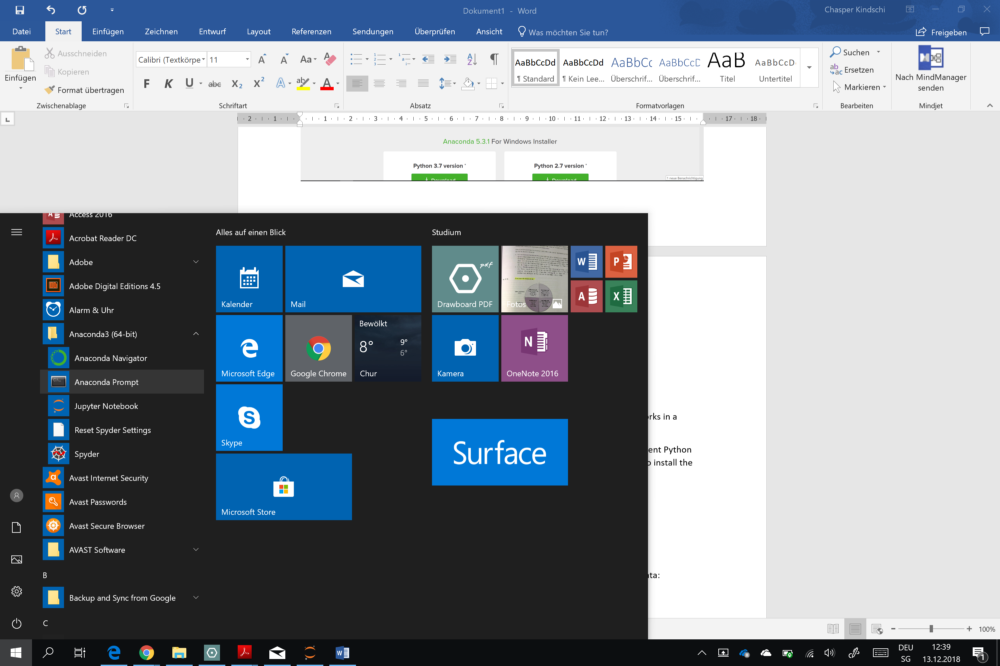 Dokument1 - Word
Chasper Kindschi
Datei Start Einfügen Zeichnen Entwurf Layout Referenzen Sendungen Überprüfen Ansicht Was möchten Sie tun? Freigeben
Einfügen
Ausschneiden
Kopieren
Format übertragen
Zwischenablage
Calibri (Textkörpe 11
Schriftart
Absatz
AaBbCcDd AaBbCcDd AaBbCc AaBbCcD AaB AaBbCcD
¶ Standard ¶ Kein Lee... Überschrif... Überschrif... Titel Untertitel
Formatvorlagen
Suchen
Ersetzen
Markieren
Bearbeiten
Nach MindManager
senden
Mindjet
2 1 1 2 3 4 5 6 7 8 9 10 11 12 13 14 15 17 18
Anaconda 5.3.1 For Windows Installer
Python 3.7 version *
Python 2.7 version *
Download
Download
1 neue Benachrichtigung
Access 2016
Acrobat Reader DC
Adobe
Adobe Digital Editions 4.5
Alarm & Uhr
Anaconda3 (64-bit)
Anaconda Navigator
Anaconda Prompt
Jupyter Notebook
Reset Spyder Settings
Spyder
Avast Internet Security
Avast Passwords
Avast Secure Browser
AVAST Software
B
Backup and Sync from Google
C
Alles auf einen Blick
Kalender
Mail
Microsoft Edge
Google Chrome
Bewölkt
8° 9°
6°
Chur
Skype
Microsoft Store
Studium
pdf
Drawboard PDF
Fotos
Kamera
OneNote 2016
Surface
in a
Python
install the
100%
DEU
SG
12:39
13.12.2018
1